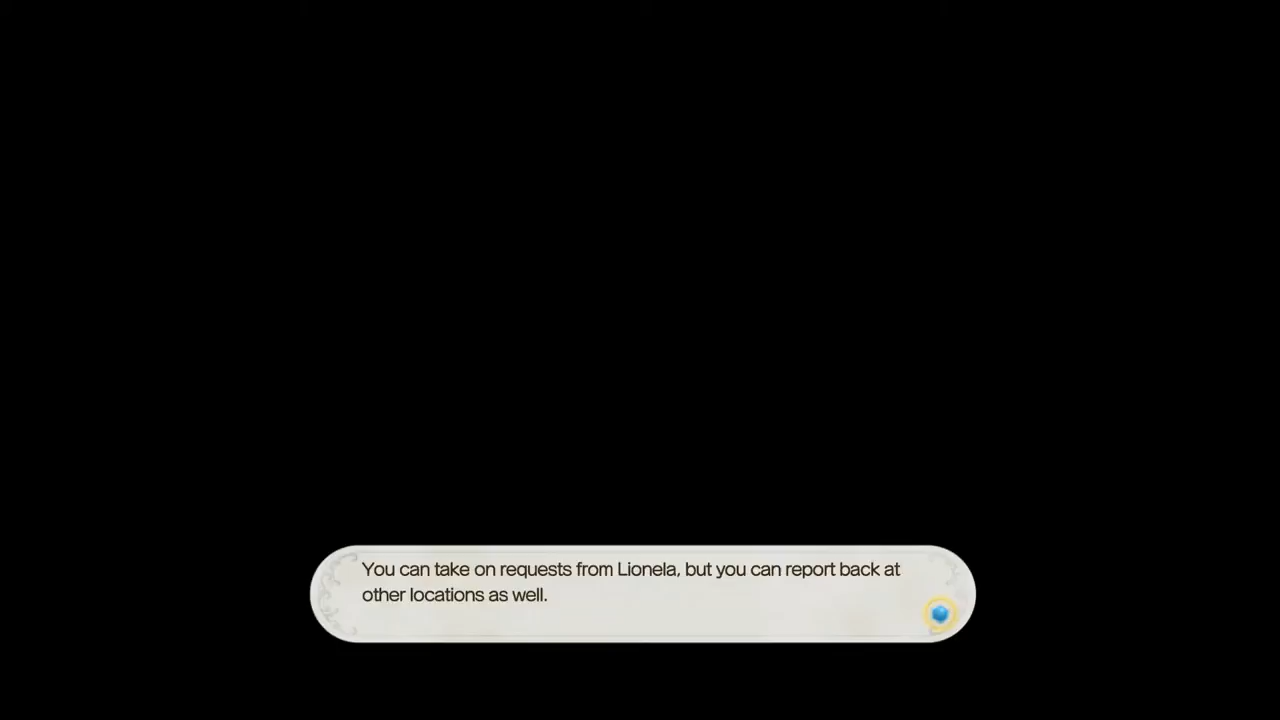 You can take on requests from Lionela, but you can report back at
other locations as well.